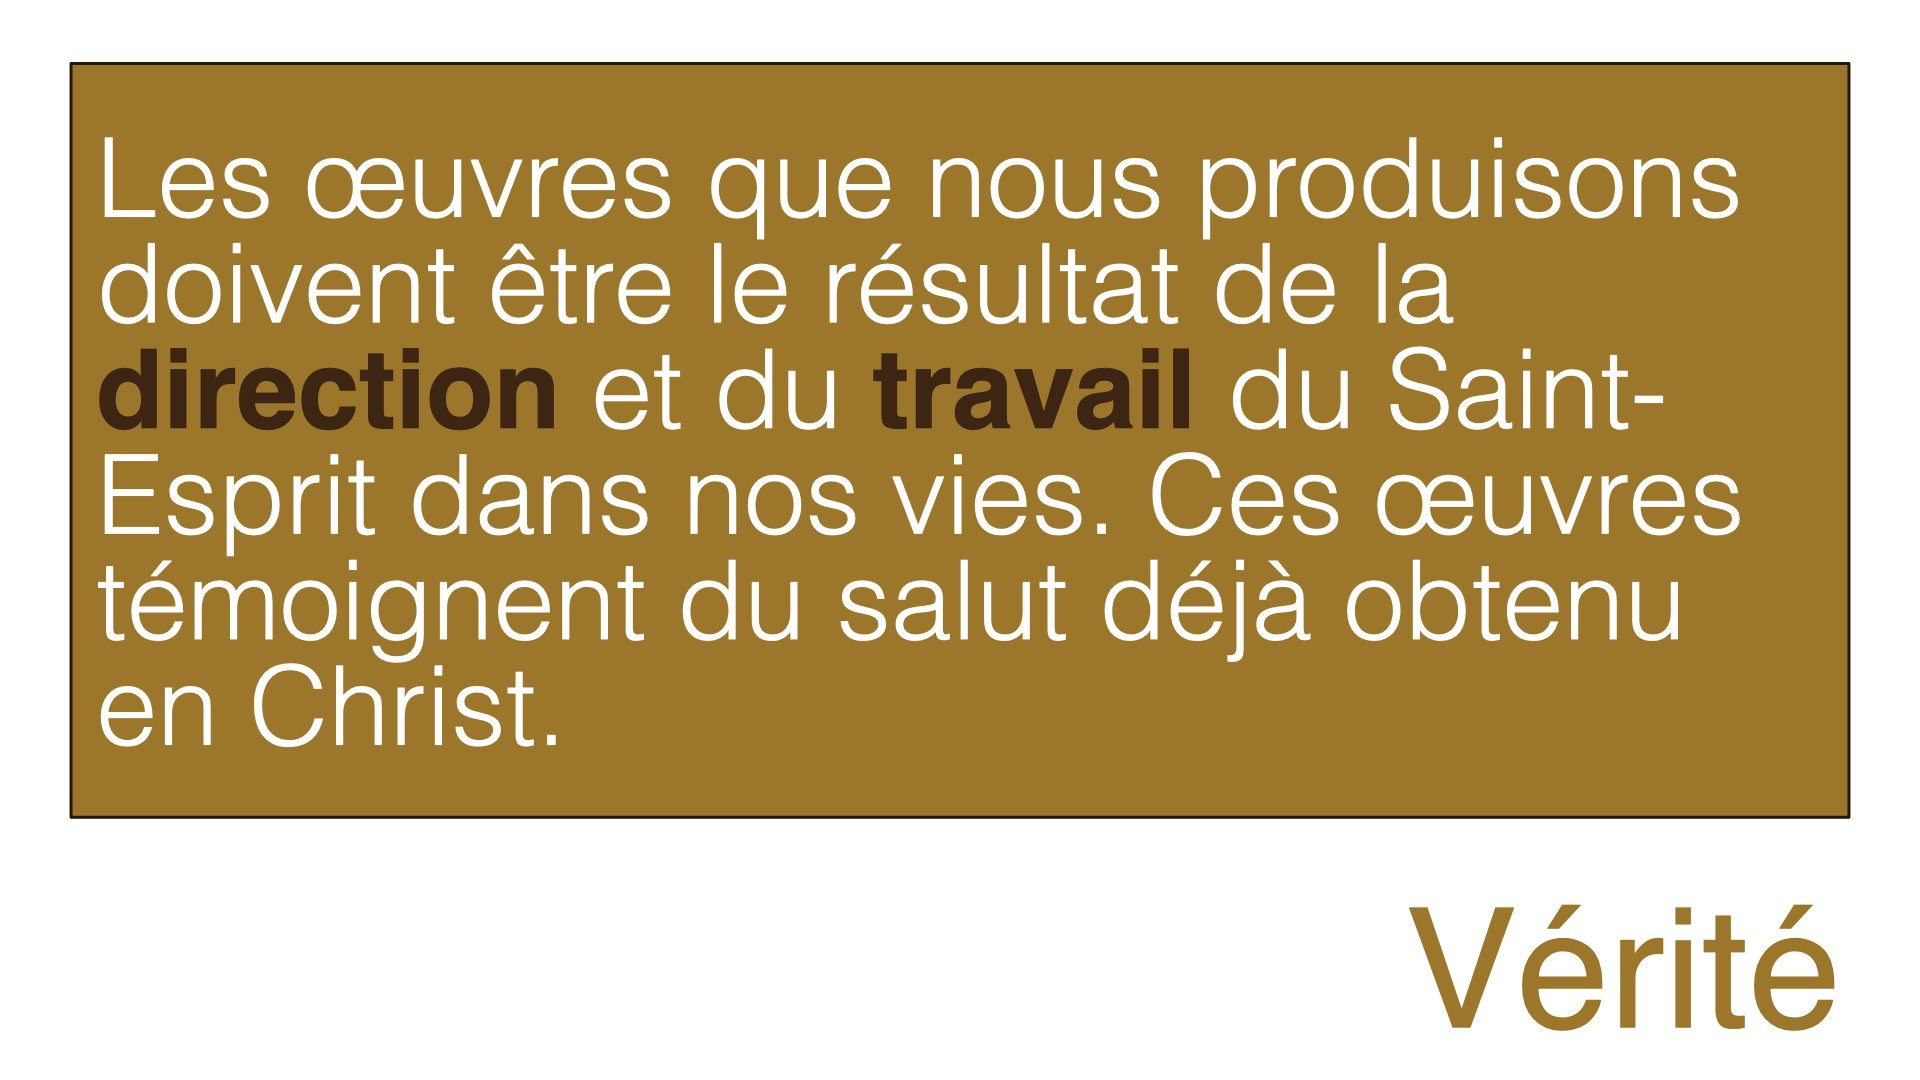 Les œuvres que nous produisons
doivent être le résultat de la
direction et du travail du Saint-
Esprit dans nos vies. Ces œuvres
témoignent du salut déjà obtenu
en Christ.
Vérité